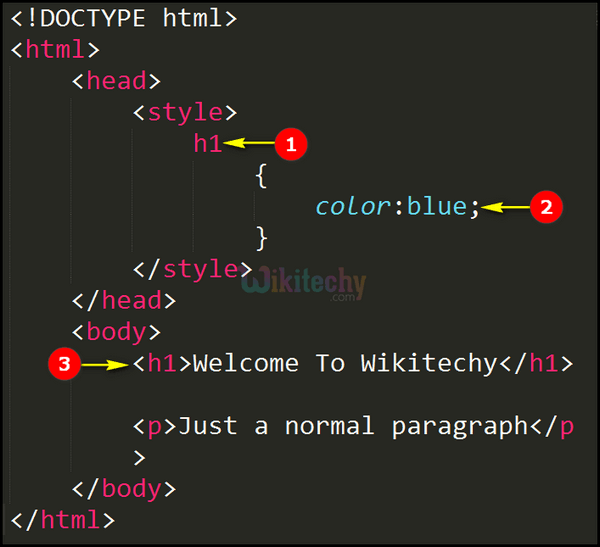 <!DOCTYPE html>
<html>
<head>
<style>
h1
1
{
color:blue;
2
}
</style>
Wikitechy
.com
</head>
<body>
3
<h1>Welcome To Wikitechy</h1>
<p>Just a normal paragraph</p
>
</body>
</html>